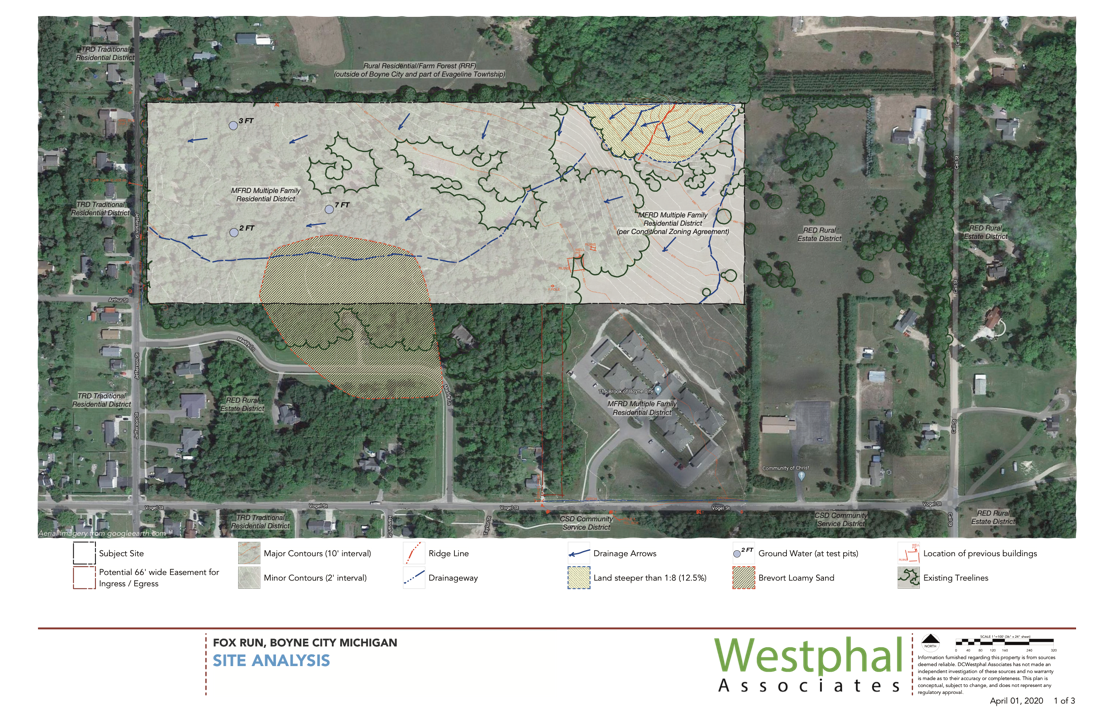 TRD Traditional
Residential District
Rural Residential/Farm Forest (RRF)
(outside of Boyne City and part of Evageline Township)
3 FT
MFRD Multiple Family
Residential District
7 FT
2 FT
TRD Traditional
Residential District
MFRD Multiple Family
Residential District
(per Conditional Zoning Agreement)
RED Rural
Estate District
RED Rural
Estate District
TRD Traditional
Residential District
RED Rural
Estate District
MFRD Multiple Family
Residential District
Community of Christ
Vogel St
Vogel St
Vogel St
Vogel St
TRD Traditional
Residential District
CSD Community
Service District
CSD Community
Service District
RED Rural
Estate District
Aerial imagery from googleearth.com
Subject Site
Potential 66' wide Easement for
Ingress / Egress
Major Contours (10' interval)
Minor Contours (2' interval)
Ridge Line
Drainageway
Drainage Arrows
Land steeper than 1:8 (12.5%)
2 FT
Ground Water (at test pits)
Brevort Loamy Sand
Location of previous buildings
Existing Treelines
FOX RUN, BOYNE CITY MICHIGAN
SITE ANALYSIS
Westphal
Associates
NORTH
Information furnished regarding this property is from sources
deemed reliable. DCWestphal Associates has not made an
independent investigation of these sources and no warranty
is made as to their accuracy or completeness. This plan is
conceptual, subject to change, and does not represent any
regulatory approval.
April 01, 2020 1 of 3